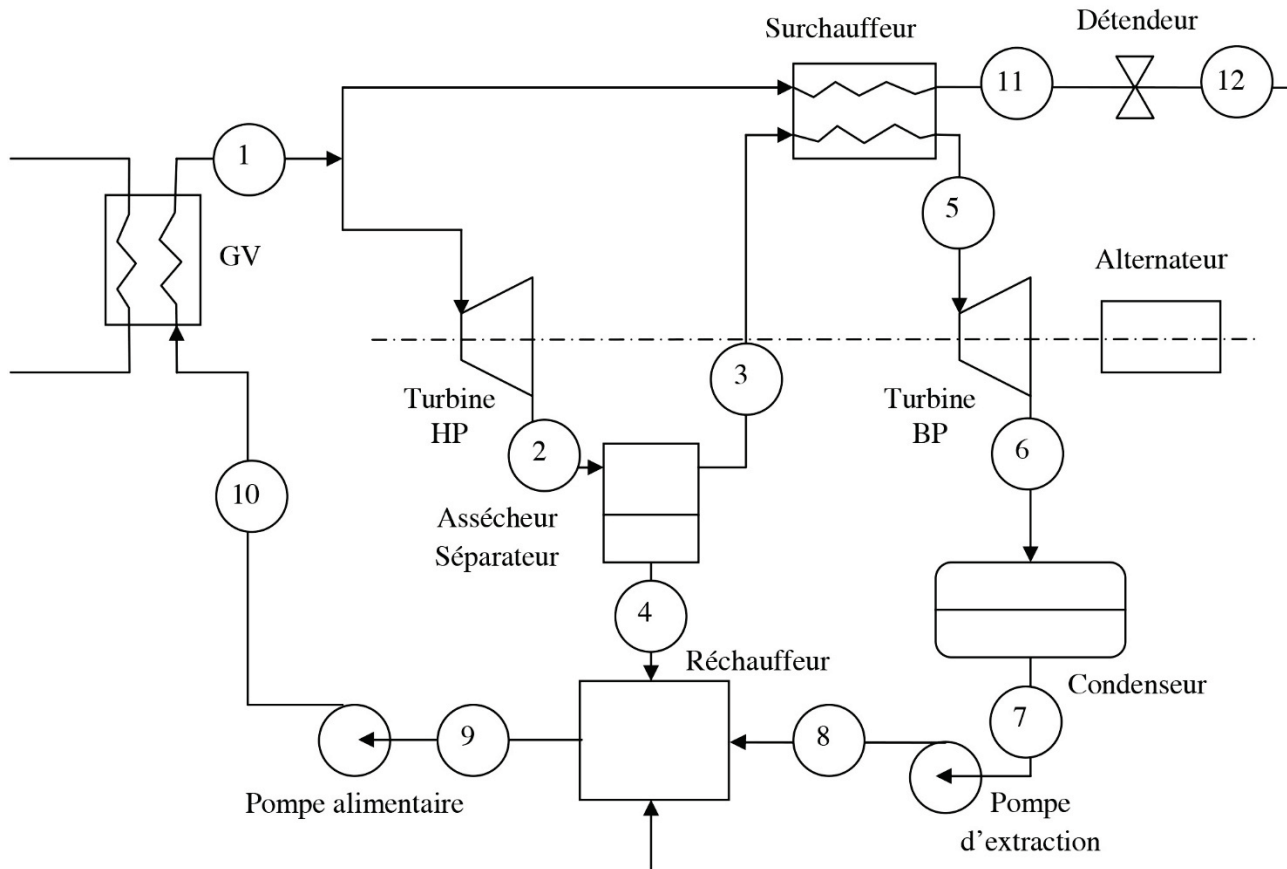 Surchauffeur
Détendeur
11
12
1
GV
5
Alternateur
3
Turbine
HP
Turbine
BP
2
6
10
Assécheur
Séparateur
4
Réchauffeur
Condenseur
7
9
8
Pompe alimentaire
Pompe
d'extraction